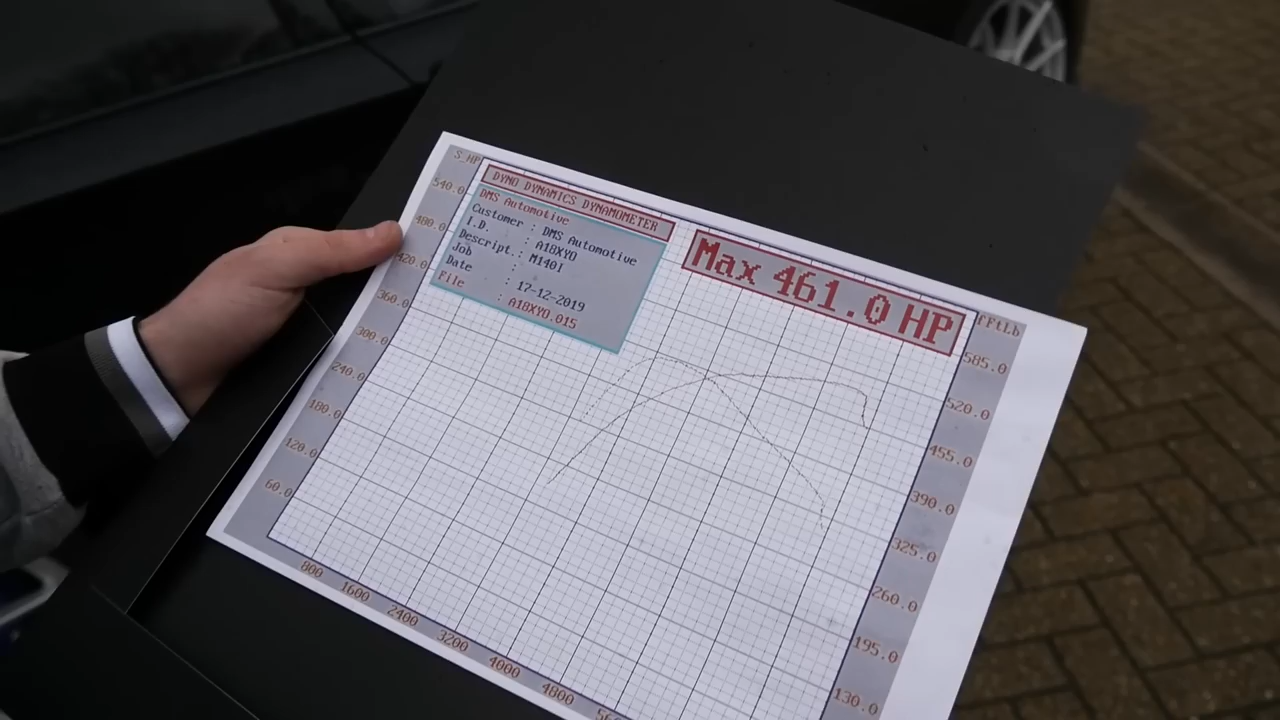 S_HP
DYNO DYNAMICS DYNAMOMETER
DMS Automotive
Customer : DMS Automotive
I.D. : A18XYO
Descript.: M140I
Job :
Date : 17-12-2019
File : A18XYO.015
Max 461.0 HP
540.0
480.0
420.0
360.0
300.0
240.0
180.0
120.0
60.0
585.0
520.0
455.0
390.0
325.0
260.0
195.0
130.0
800
1600
2400
3200
4000
4800